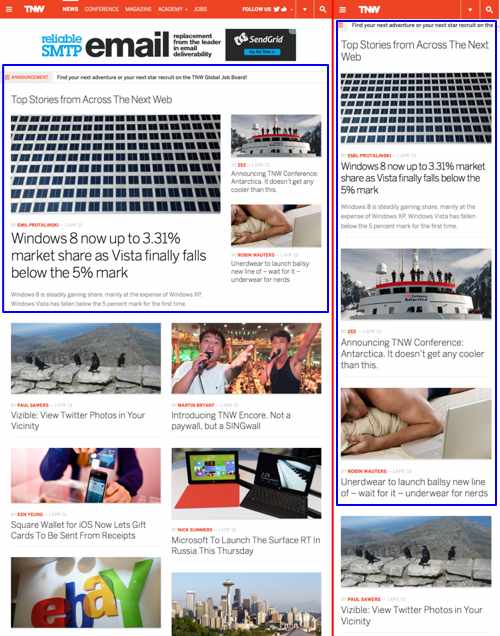 TNW
NEWS
CONFERENCE
MAGAZINE
ACADEMY
JOBS
FOLLOW US
reliable
SMTP
email
replacement
from the leader
in email
deliverability
SendGrid
ANNOUNCEMENT
Find your next adventure or your next star recruit on the TNW Global Job Board!
Top Stories from Across The Next Web
BY EMIL PROTALINSKI
Windows 8 now up to 3.31%
market share as Vista finally falls
below the 5% mark
Windows 8 is steadily gaining share, mainly at the expense of Windows XP.
Windows Vista has fallen below the 5 percent mark for the first time.
BY ZEE
Announcing TNW Conference:
Antarctica. It doesn't get any
cooler than this.
BY ROBIN WAUTERS
Unerdwear to launch ballsy
new line of – wait for it –
underwear for nerds
BY PAUL SAWERS
Vizible: View Twitter Photos in Your
Vicinity
BY MARTIN BRYANT
Introducing TNW Encore. Not a
paywall, but a SINGwall
BY KEN YEUNG
Square Wallet for iOS Now Lets Gift
Cards To Be Sent From Receipts
BY NICK SUMMERS
Microsoft To Launch The Surface RT In
Russia This Thursday
ebay
TNW
Find your next adventure or your next star recruit on the
Top Stories from Across The Next
Web
BY EMIL PROTALINSKI
Windows 8 now up to 3.31% market
share as Vista finally falls below the
5% mark
Windows 8 is steadily gaining share, mainly at the
expense of Windows XP. Windows Vista has fallen
below the 5 percent mark for the first time.
BY ZEE
Announcing TNW Conference:
Antarctica. It doesn't get any cooler
than this.
BY ROBIN WAUTERS
Unerdwear to launch ballsy new line
of – wait for it – underwear for nerds
BY PAUL SAWERS
Vizible: View Twitter Photos in Your
Vicinity